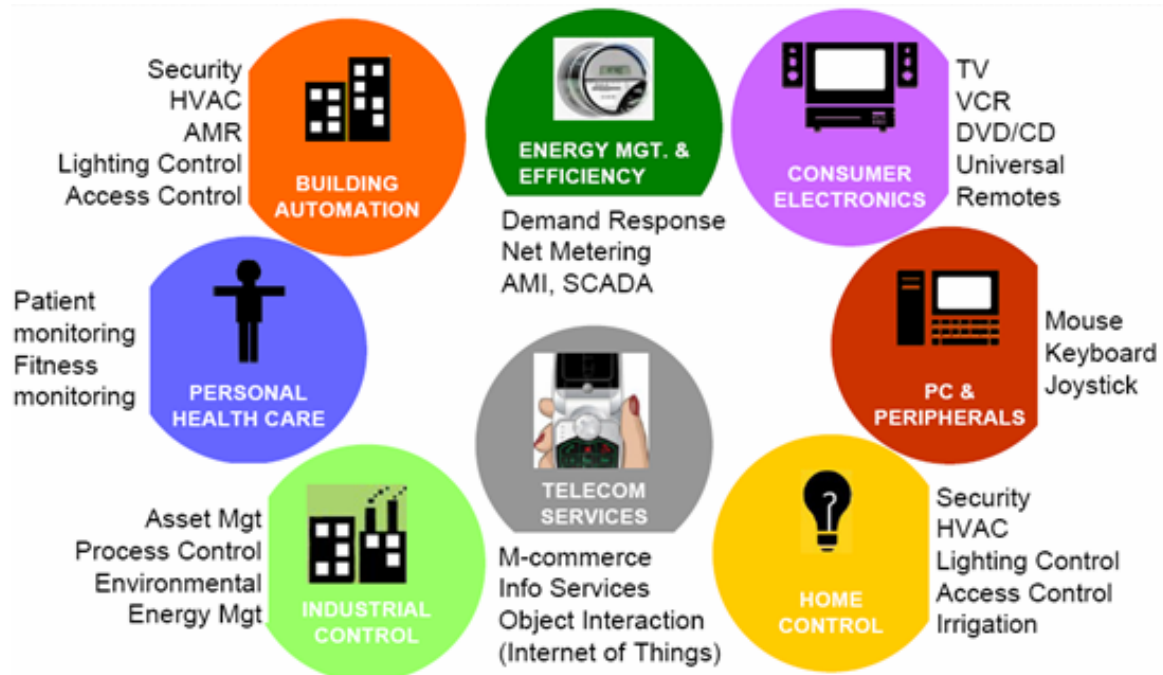 Security
HVAC
AMR
Lighting Control
Access Control
BUILDING
AUTOMATION
ENERGY MGT. &
EFFICIENCY
Demand Response
Net Metering
AMI, SCADA
CONSUMER
ELECTRONICS
TV
VCR
DVD/CD
Universal
Remotes
Patient
monitoring
Fitness
monitoring
PERSONAL
HEALTH CARE
PC &
PERIPHERALS
Mouse
Keyboard
Joystick
Asset Mgt
Process Control
Environmental
Energy Mgt
INDUSTRIAL
CONTROL
TELECOM
SERVICES
M-commerce
Info Services
Object Interaction
(Internet of Things)
?
HOME
CONTROL
Security
HVAC
Lighting Control
Access Control
Irrigation